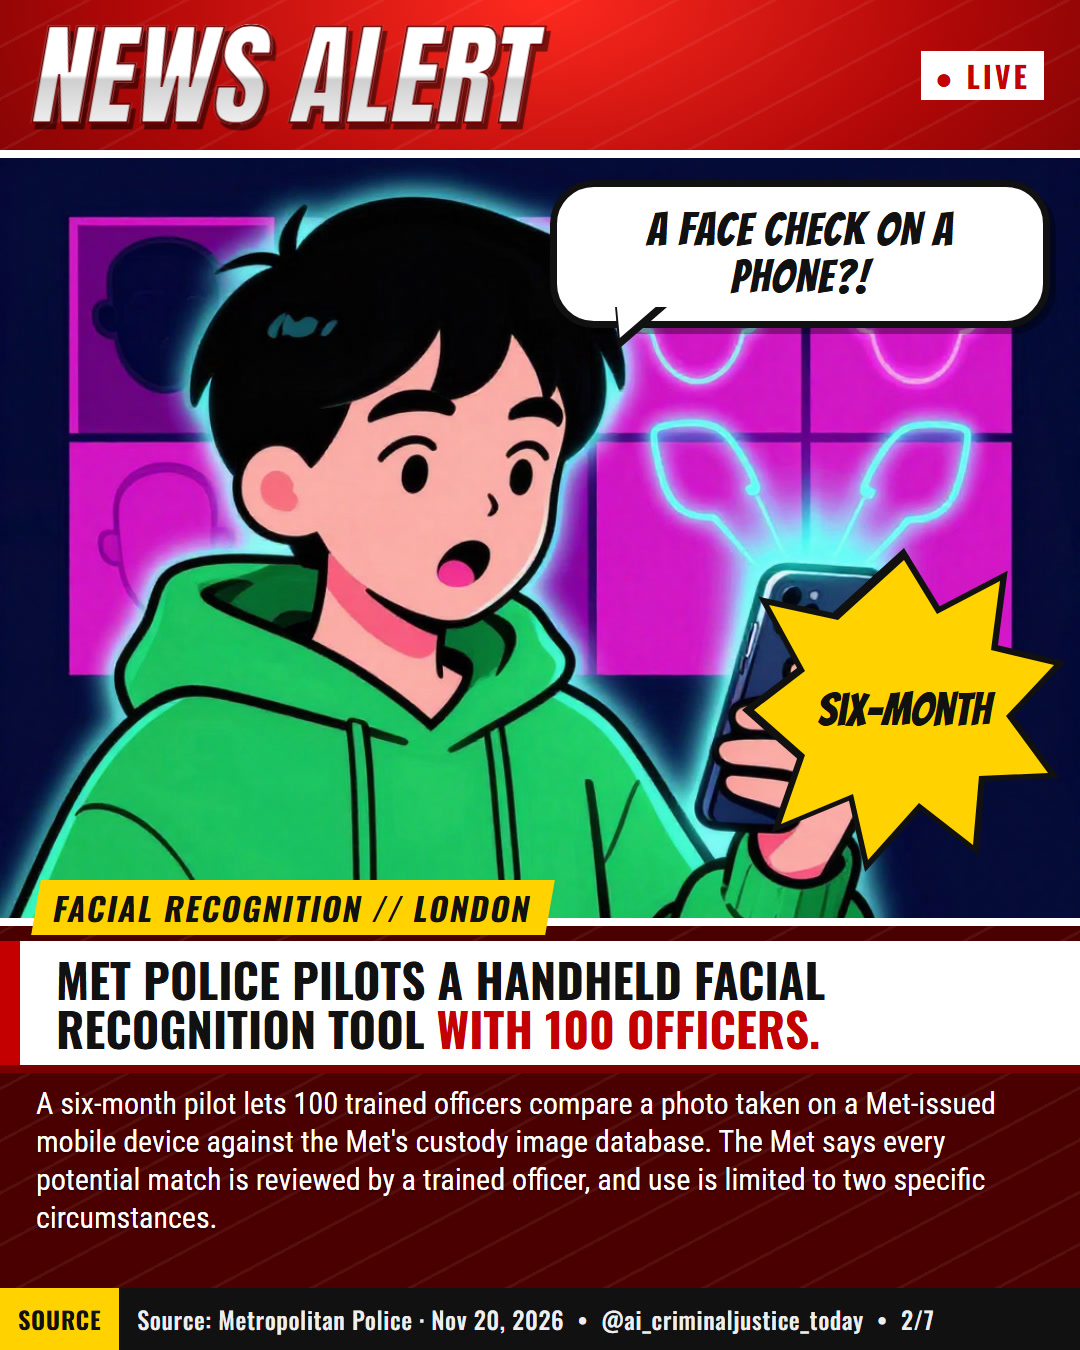 NEWS ALERT
● LIVE
A FACE CHECK ON A
PHONE?!
SIX-MONTH
FACIAL RECOGNITION // LONDON
MET POLICE PILOTS A HANDHELD FACIAL
RECOGNITION TOOL WITH 100 OFFICERS.
A six-month pilot lets 100 trained officers compare a photo taken on a Met-issued
mobile device against the Met's custody image database. The Met says every
potential match is reviewed by a trained officer, and use is limited to two specific
circumstances.
SOURCE
Source: Metropolitan Police · Nov 20, 2026 • @ai_criminaljustice_today • 2/7